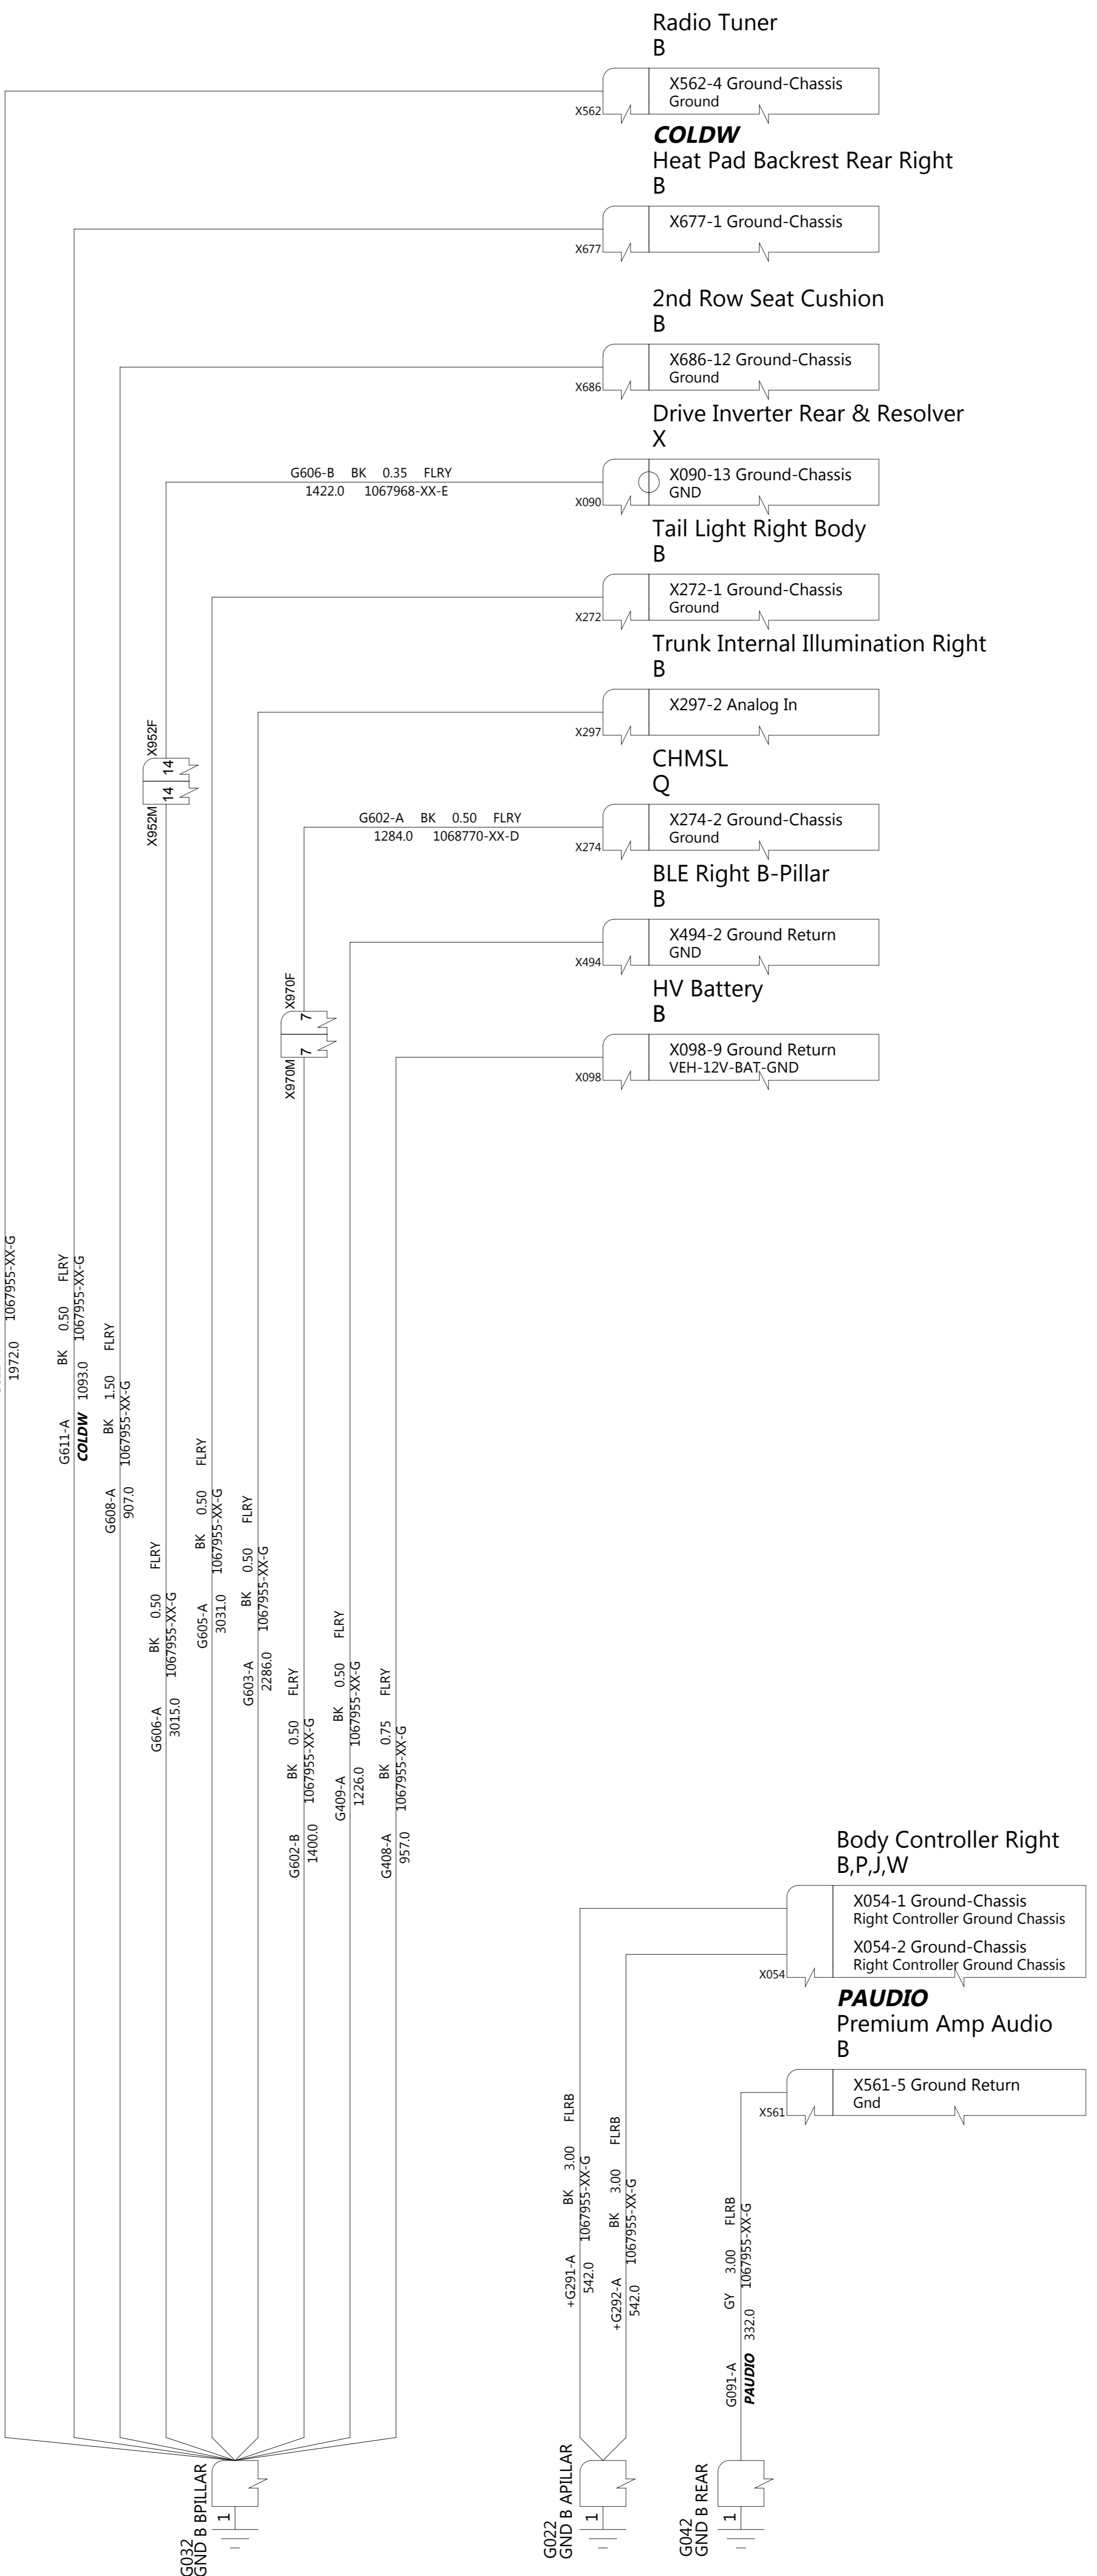 Radio Tuner
B
X562-4 Ground-Chassis
Ground
X562
COLDW
Heat Pad Backrest Rear Right
B
X677-1 Ground-Chassis
X677
2nd Row Seat Cushion
B
X686-12 Ground-Chassis
Ground
X686
Drive Inverter Rear & Resolver
X
G606-B BK 0.35 FLRY
1422.0 1067968-XX-E
X090-13 Ground-Chassis
GND
X090
Tail Light Right Body
B
X272-1 Ground-Chassis
Ground
X272
Trunk Internal Illumination Right
B
X297-2 Analog In
X297
X952F
14
14
X952M
CHMSL
Q
G602-A BK 0.50 FLRY
1284.0 1068770-XX-D
X274-2 Ground-Chassis
Ground
X274
BLE Right B-Pillar
B
X494-2 Ground Return
GND
X494
X970F
7
7
X970M
HV Battery
B
X098-9 Ground Return
VEH-12V-BAT-GND
X098
1972.0 1067955-XX-G
G611-A BK 0.50 FLRY
COLDW 1093.0 1067955-XX-G
G608-A BK 1.50 FLRY
907.0 1067955-XX-G
G606-A BK 0.50 FLRY
3015.0 1067955-XX-G
G605-A BK 0.50 FLRY
3031.0 1067955-XX-G
G603-A BK 0.50 FLRY
2286.0 1067955-XX-G
G602-B BK 0.50 FLRY
1400.0 1067955-XX-G
G409-A BK 0.50 FLRY
1226.0 1067955-XX-G
G408-A BK 0.75 FLRY
957.0 1067955-XX-G
Body Controller Right
B,P,J,W
X054-1 Ground-Chassis
Right Controller Ground Chassis
X054-2 Ground-Chassis
Right Controller Ground Chassis
X054
PAUDIO
Premium Amp Audio
B
X561-5 Ground Return
Gnd
X561
+G291-A BK 3.00 FLRB
542.0 1067955-XX-G
+G292-A BK 3.00 FLRB
542.0 1067955-XX-G
G091-A GY 3.00 FLRB
PAUDIO 332.0 1067955-XX-G
G032
GND B BPILLAR
1
G022
GND B APILLAR
1
G042
GND B REAR
1